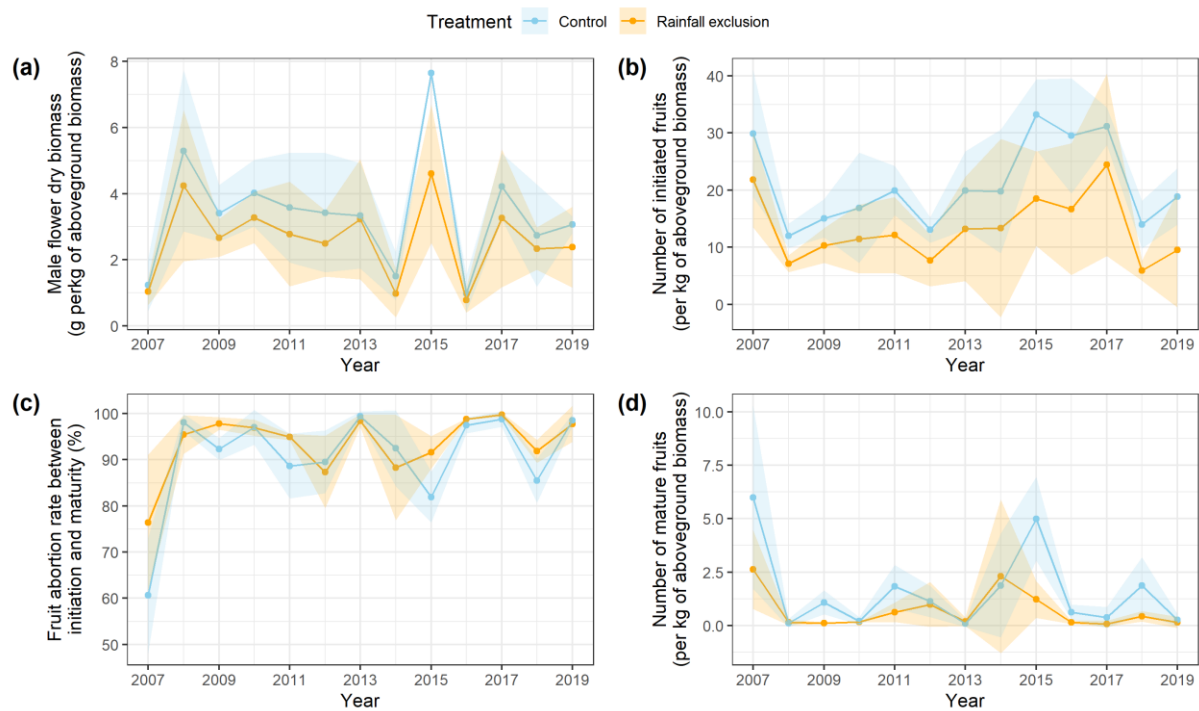 Treatment Control Rainfall exclusion
(a)
Male flower dry biomass
(g perkg of aboveground biomass)
8
6
4
2
0
2007 2009 2011 2013 2015 2017 2019
Year
(b)
Number of initiated fruits
(per kg of aboveground biomass)
40
30
20
10
0
2007 2009 2011 2013 2015 2017 2019
Year
(c)
Fruit abortion rate between
initiation and maturity (%)
100
90
80
70
60
50
2007 2009 2011 2013 2015 2017 2019
Year
(d)
Number of mature fruits
(per kg of aboveground biomass)
10.0
7.5
5.0
2.5
0.0
2007 2009 2011 2013 2015 2017 2019
Year